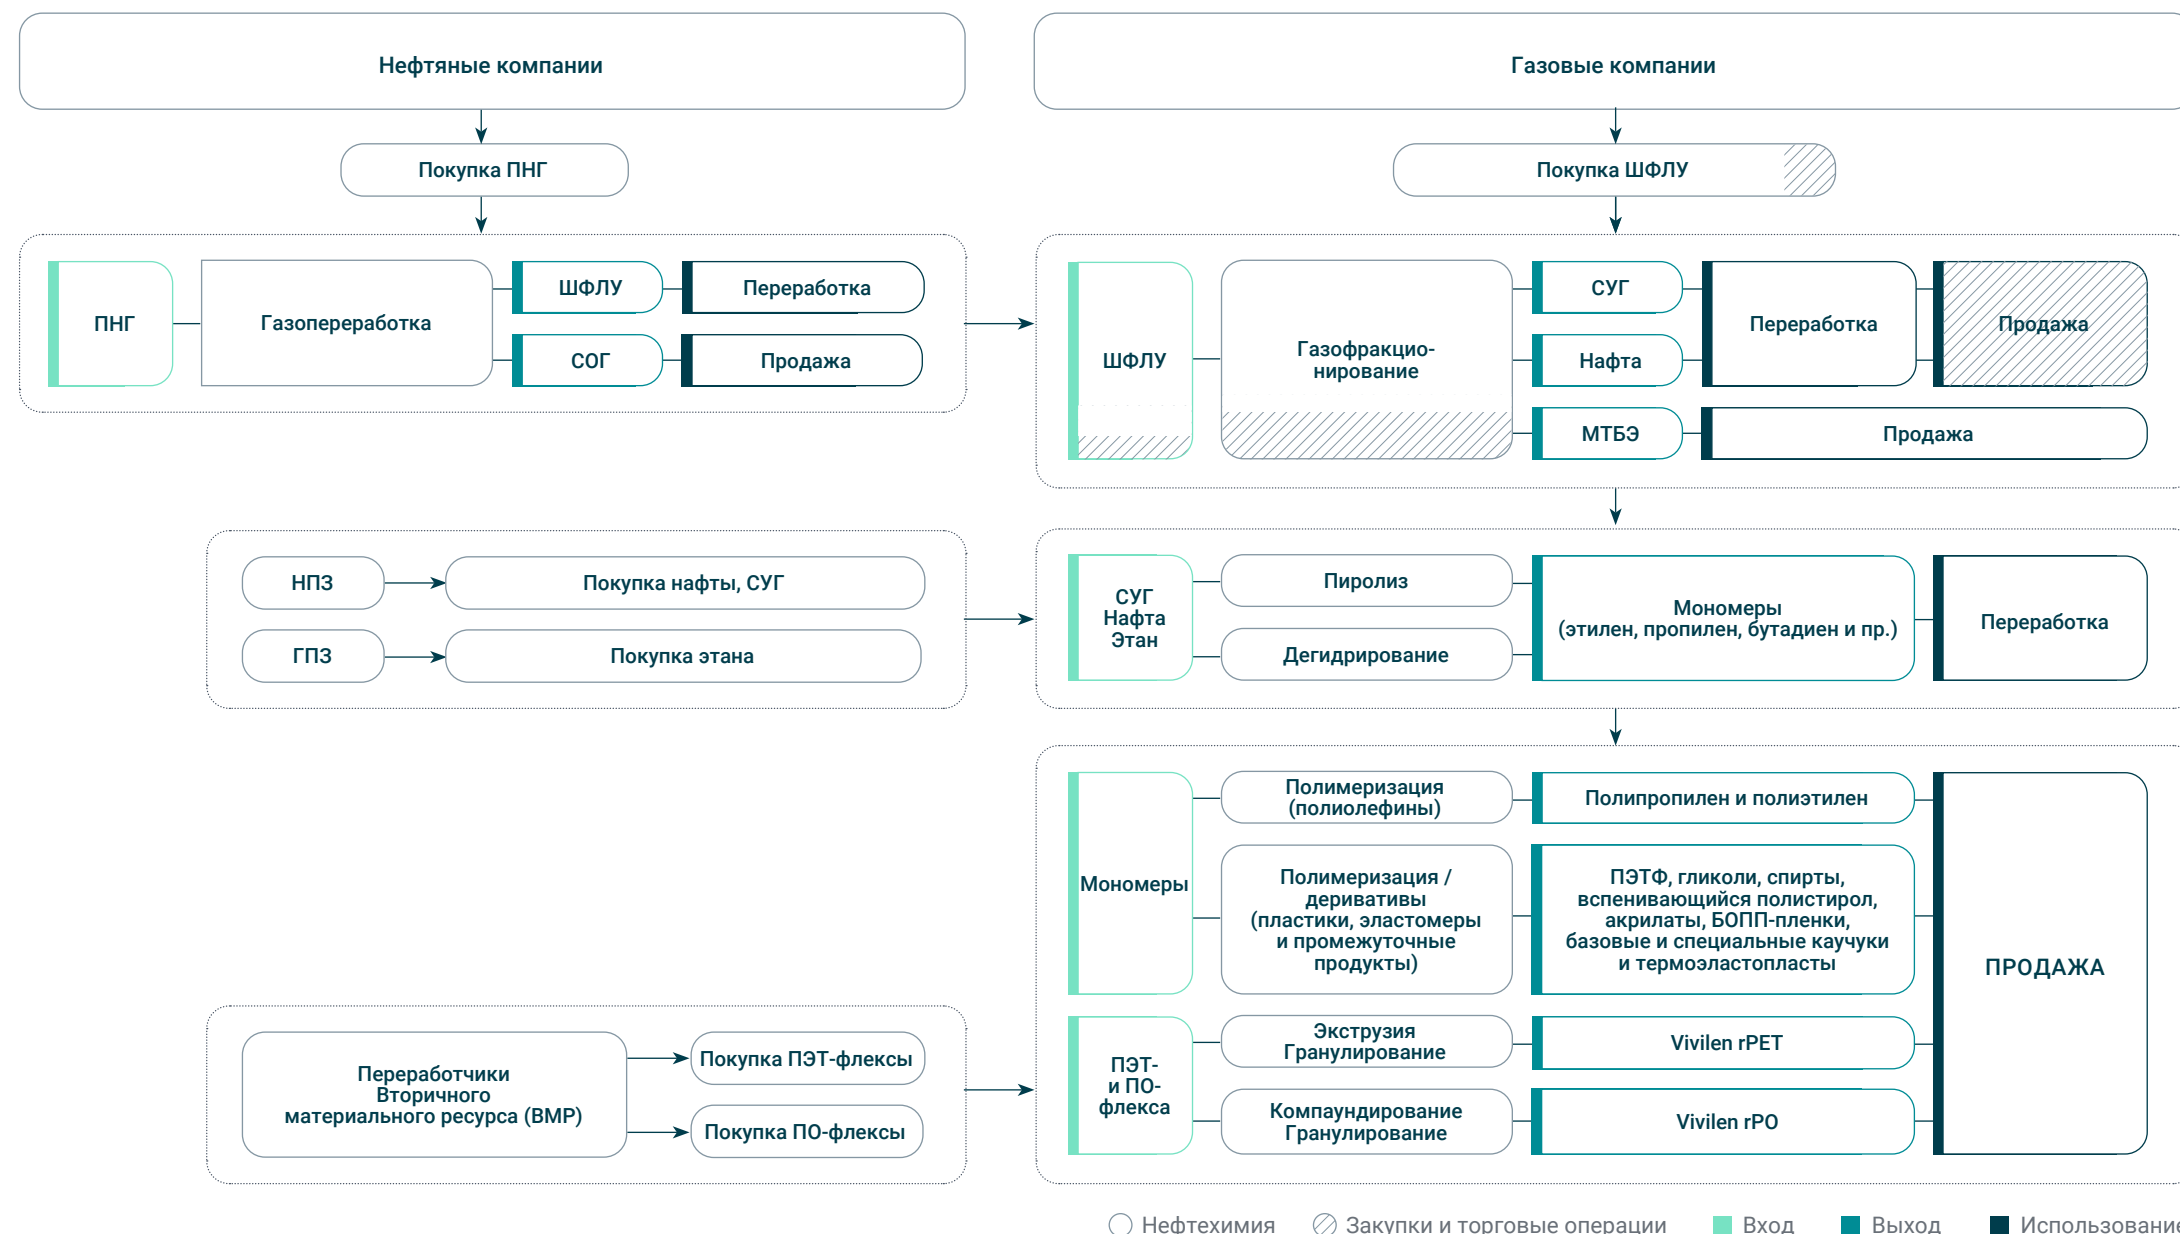 Нефтяные компании
Газовые компании
Покупка ПНГ
Покупка ШФЛУ
ПНГ
Газопереработка
ШФЛУ
Переработка
СОГ
Продажа
ШФЛУ
Газофракцио-
нирование
СУГ
Нафта
МТБЭ
Переработка
Продажа
Продажа
НПЗ
Покупка нафты, СУГ
ГПЗ
Покупка этана
СУГ
Нафта
Этан
Пиролиз
Дегидрирование
Мономеры
(этилен, пропилен, бутадиен и пр.)
Переработка
Мономеры
Полимеризация
(полиолефины)
Полипропилен и полиэтилен
Полимеризация /
деривативы
(пластики, эластомеры
и промежуточные
продукты)
ПЭТФ, гликоли, спирты,
вспенивающийся полистирол,
акрилаты, БОПП-пленки,
базовые и специальные каучуки
и термоэластопласты
ПРОДАЖА
Переработчики
Вторичного
материального ресурса (ВМР)
Покупка ПЭТ-флексы
Покупка ПО-флексы
ПЭТ-
и ПО-
флекса
Экструзия
Гранулирование
Vivilen rPET
Компаундирование
Гранулирование
Vivilen rPO
Нефтехимия
Закупки и торговые операции
Вход
Выход
Использование